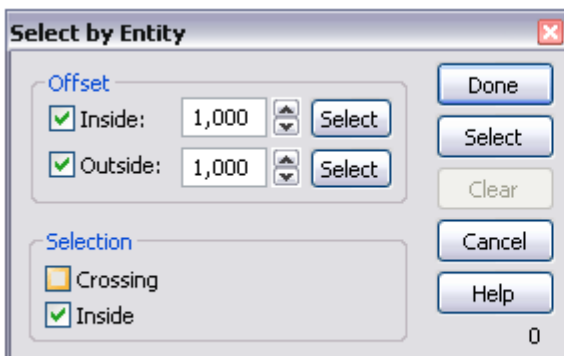 Select by Entity
Offset
Inside: 1,000 Select
Outside: 1,000 Select
Selection
Crossing
Inside
Done
Select
Clear
Cancel
Help
0